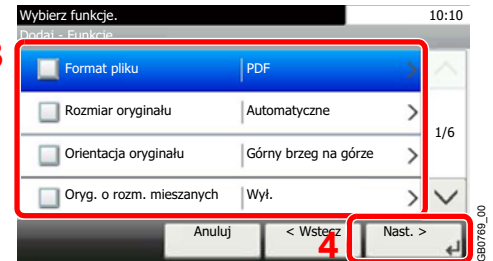 Wybierz funkcje.
10:10
Dodaj - Funkcje
3
Format pliku
PDF
Rozmiar oryginału
Automatyczne
1/6
Orientacja oryginału
Górny brzeg na górze
Oryg. o rozm. mieszanych
Wył.
Anuluj
< Wstecz
4
Nast. >
GB0769_00